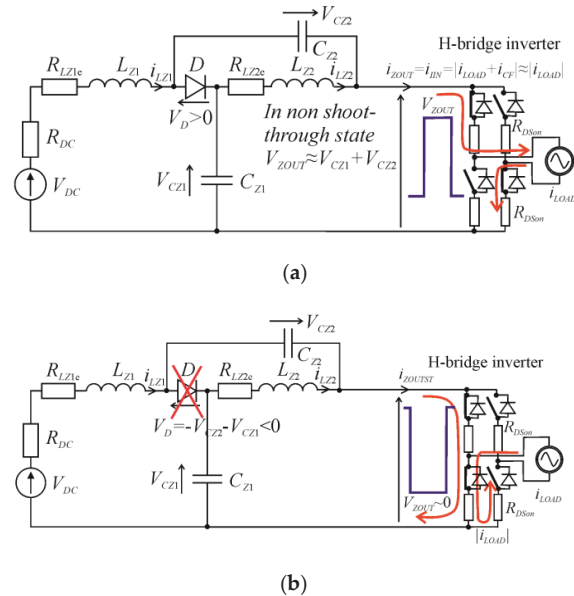 V_CZ2
C_Z2
H-bridge inverter
R_LZ1e L_Z1 i_LZ1 D R_LZ2e L_Z2 i_LZ2
i_ZOUT=i_IIN=|i_LOAD+i_CF|≈|i_LOAD|
V_D>0
In non shoot-
through state
V_ZOUT≈V_CZ1+V_CZ2
V_ZOUT
R_DSon
R_DC
V_CZ1 C_Z1
V_DC
R_DSon
i_LOAD
(a)
V_CZ2
C_Z2
H-bridge inverter
R_LZ1e L_Z1 i_LZ1 D R_LZ2e L_Z2 i_LZ2
i_ZOUTST
V_D=-V_CZ2-V_CZ1<0
R_DSon
R_DC
V_CZ1 C_Z1
V_DC
V_ZOUT~0
R_DSon
i_LOAD
|i_LOAD|
(b)